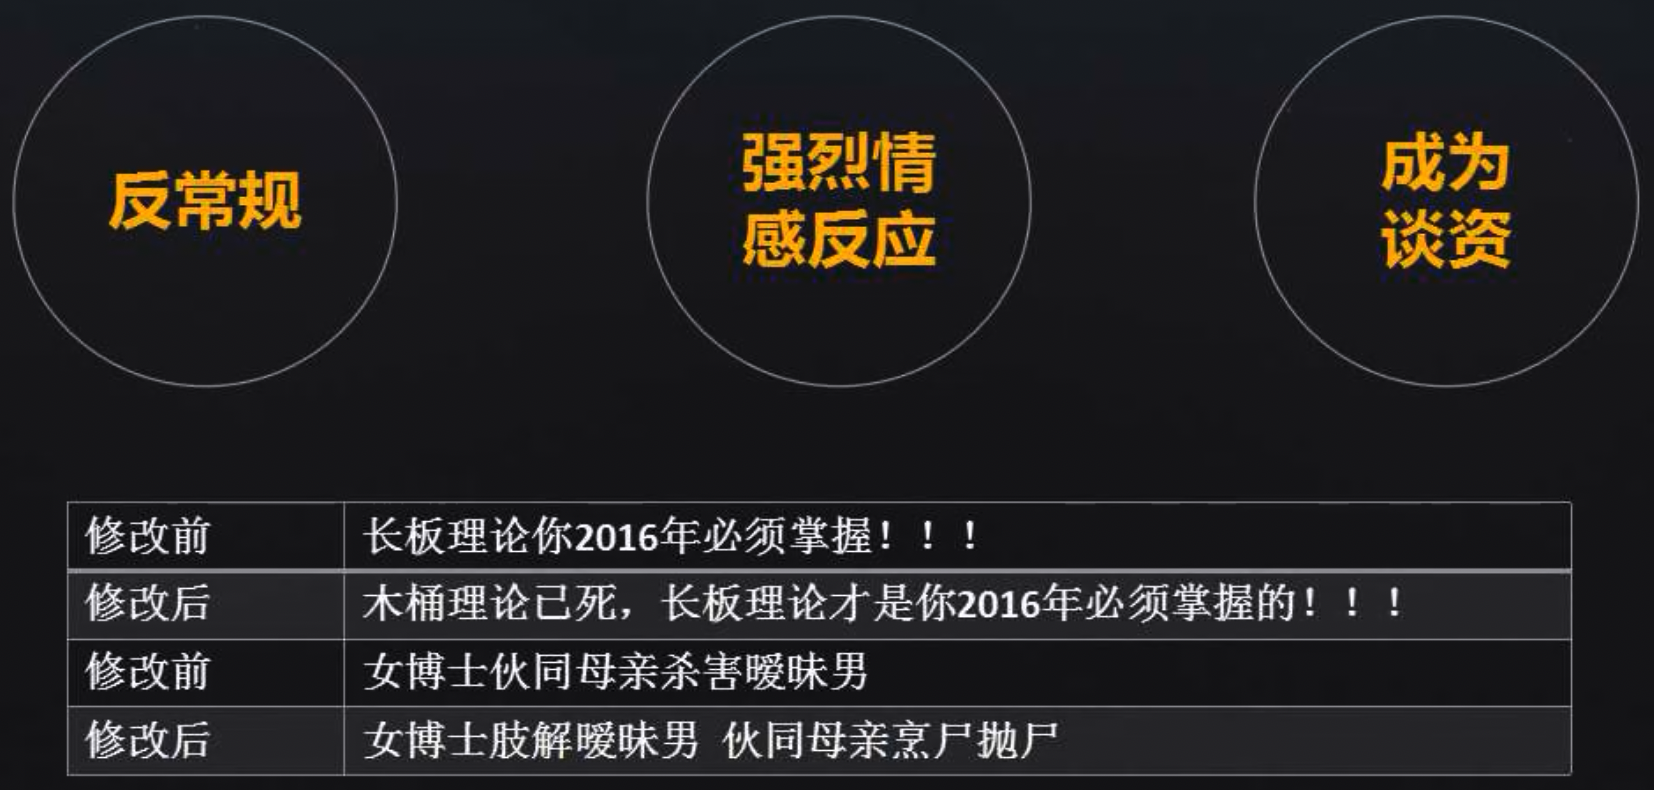 反常规
强烈情
感反应
成为
谈资
修改前 长板理论你2016年必须掌握！！！
修改后 木桶理论已死，长板理论才是你2016年必须掌握的！！！
修改前 女博士伙同母亲杀害暧昧男
修改后 女博士肢解暧昧男 伙同母亲烹尸抛尸